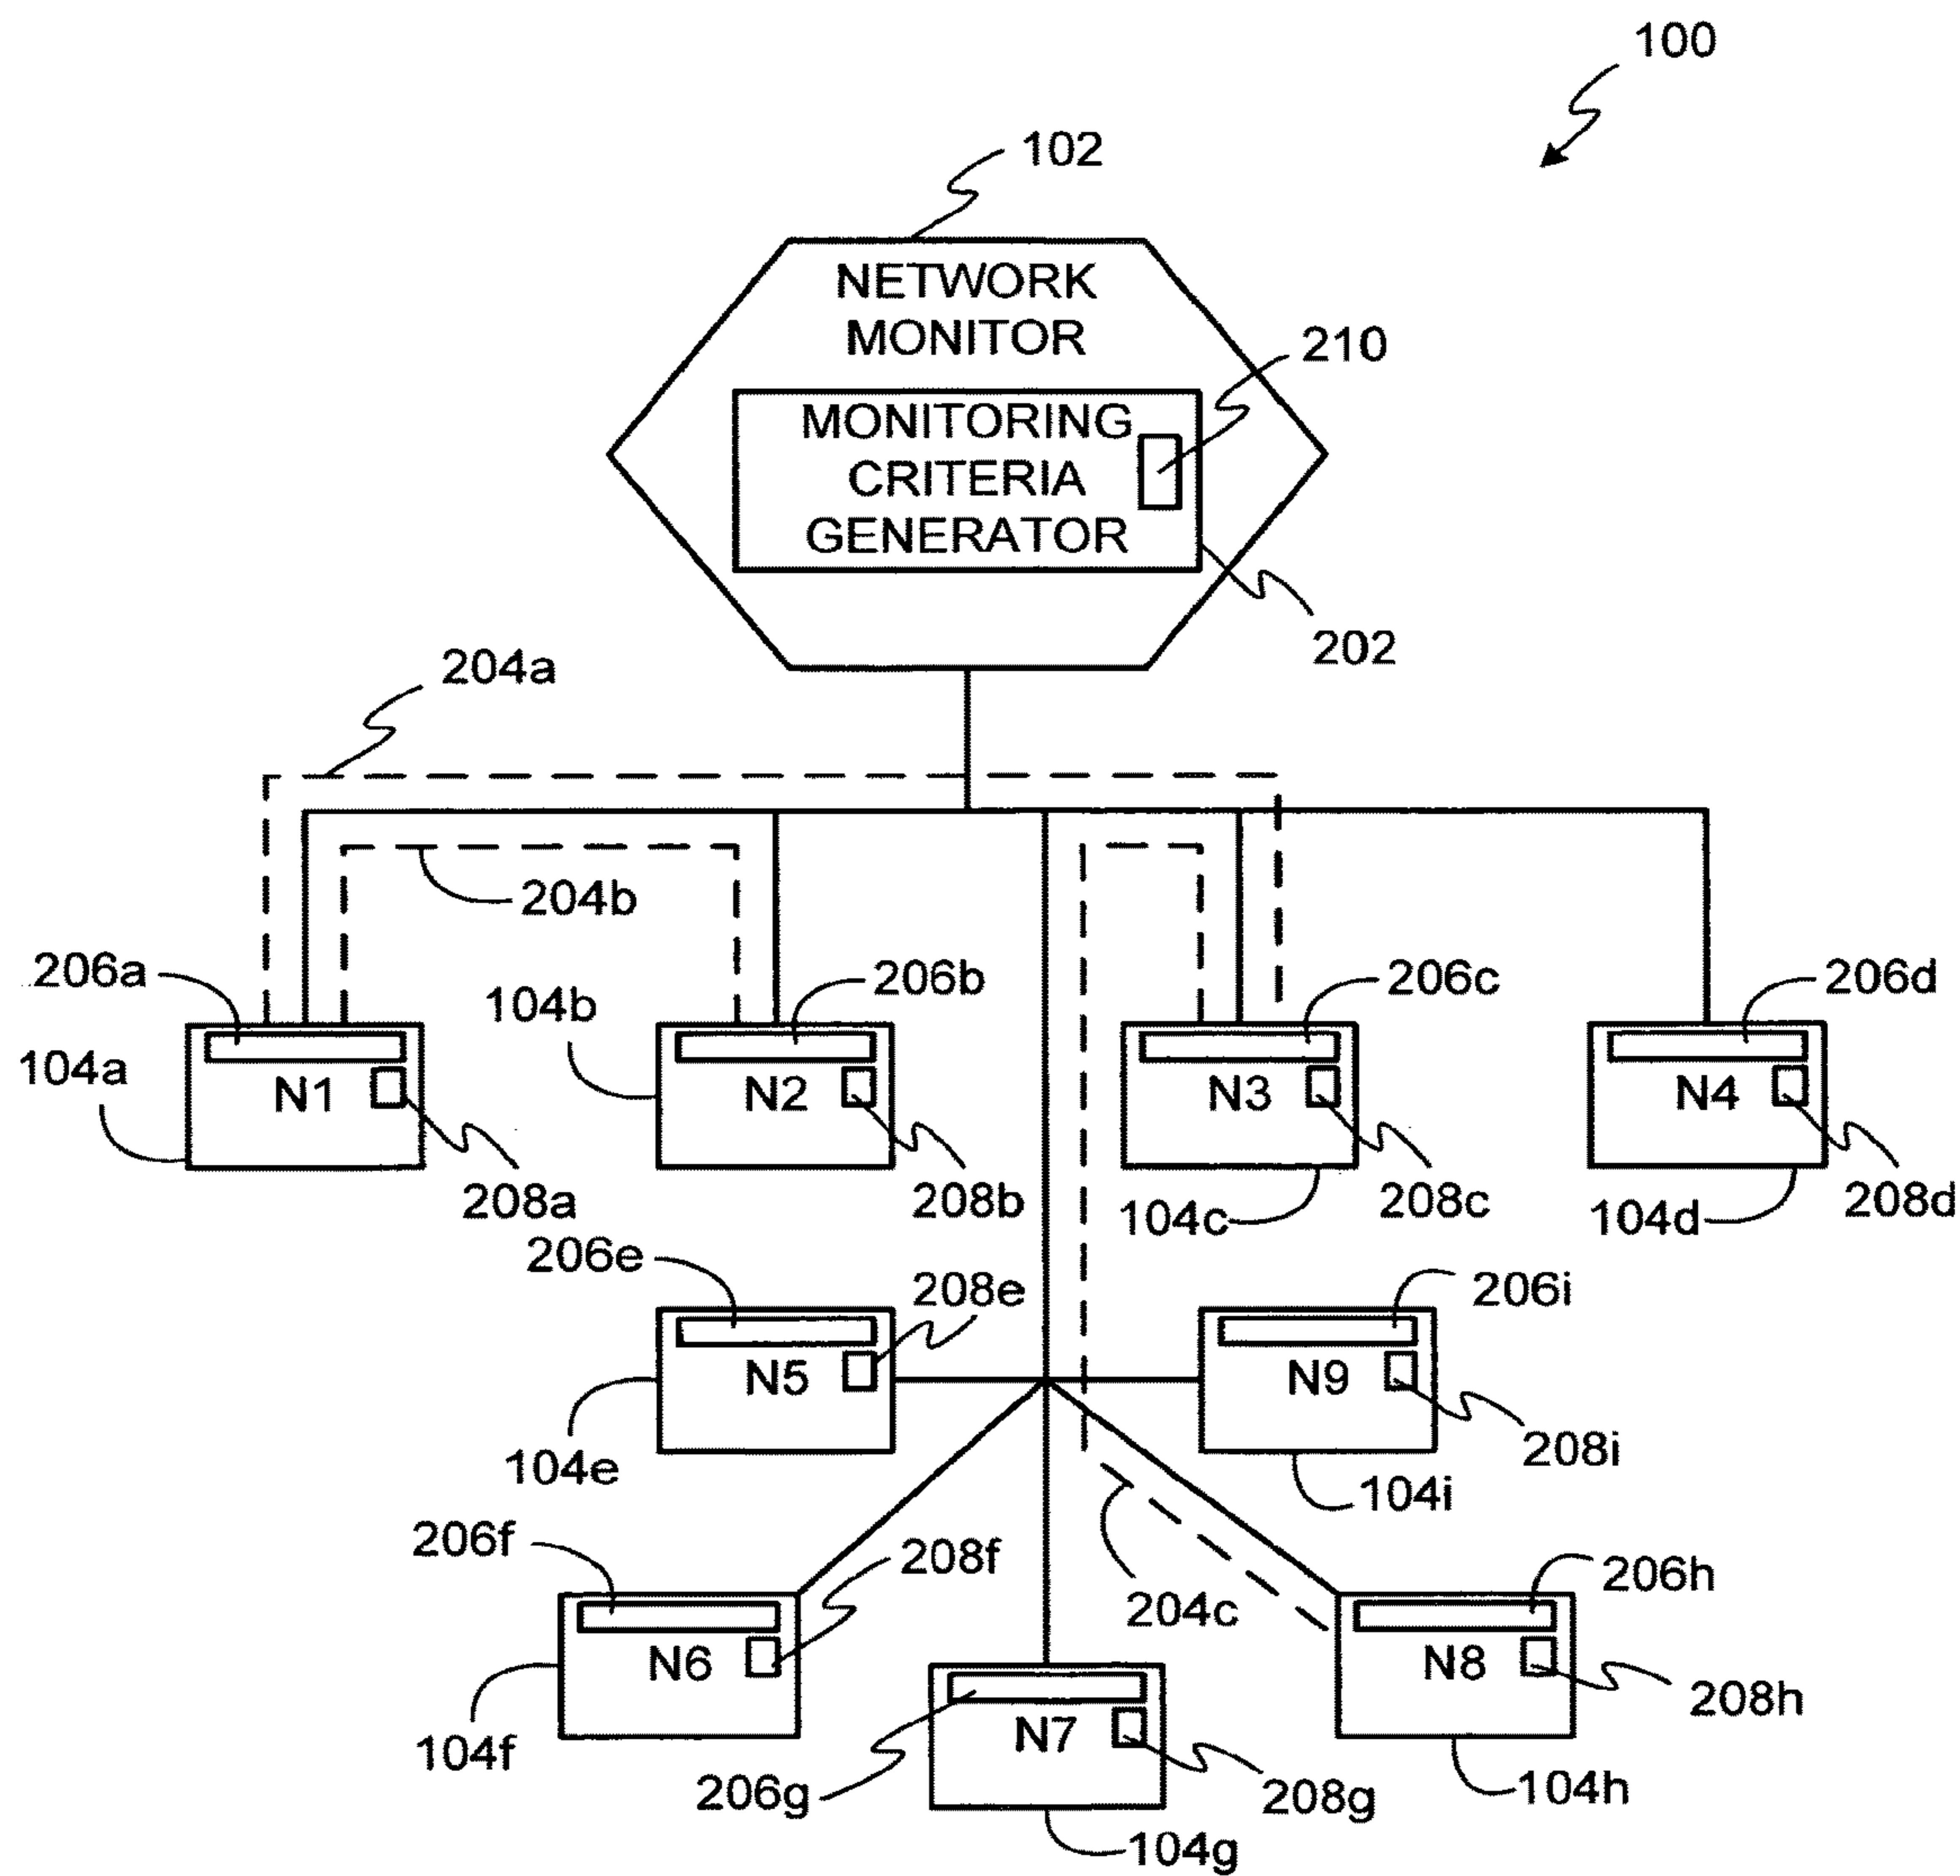 100
102
NETWORK
MONITOR
210
MONITORING
CRITERIA
GENERATOR
202
204a
204b
206a
206b
206c
206d
104b
104a
N1
N2
N3
N4
208a
208b
104c
208c
104d
208d
206e
208e
206i
N5
N9
104e
208i
104i
206f
208f
206h
204c
N6
N8
104f
N7
208h
206g
208g
104h
104g